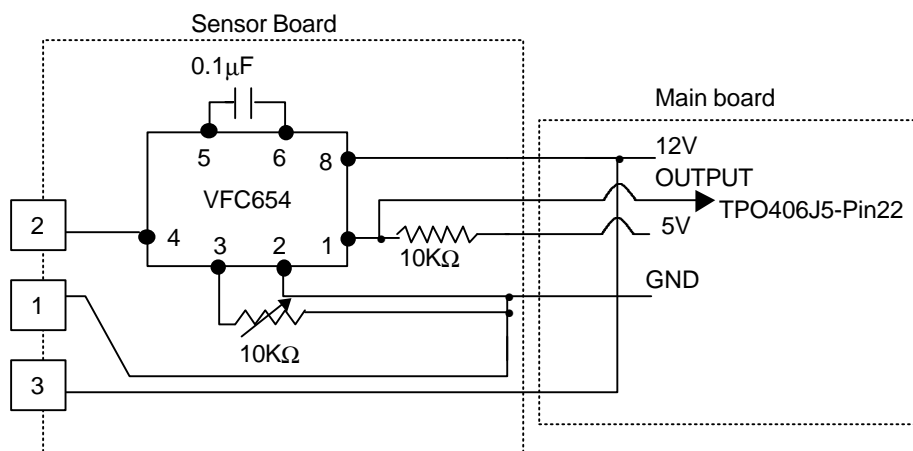 Sensor Board
0.1μF
Main board
5
6
8
12V
VFC654
OUTPUT
TPO406J5-Pin22
2
4
3
2
1
5V
10KΩ
1
GND
10KΩ
3